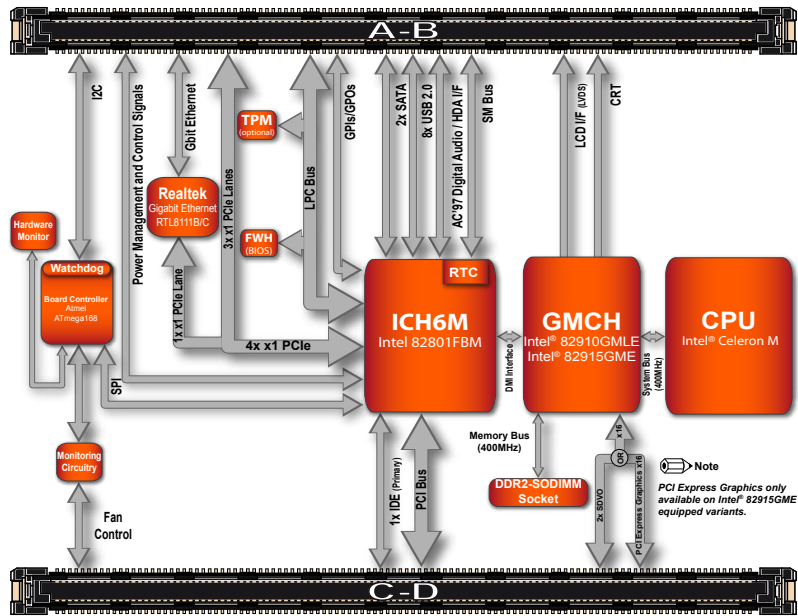 A-B
I2C
Power Management and Control Signals
Gbit Ethernet
3x x1 PCIe Lanes
TPM
(optional)
LPC Bus
GPIs/GPOs
2x SATA
8x USB 2.0
AC'97 Digital Audio / HDA I/F
SM Bus
LCD I/F (LVDS)
CRT
Realtek
Gigabit Ethernet
RTL8111B/C
Hardware
Monitor
FWH
(BIOS)
Watchdog
Board Controller
Atmel
ATmega168
1x x1 PCIe Lane
4x x1 PCIe
SPI
RTC
ICH6M
Intel 82801FBM
DMI Interface
GMCH
Intel® 82910GMLE
Intel® 82915GME
System Bus
(400MHz)
CPU
Intel® Celeron M
Monitoring
Circuitry
Fan
Control
1x IDE (Primary)
PCI Bus
Memory Bus
(400MHz)
DDR2-SODIMM
Socket
x16
OR
2x SDVO
PCI Express Graphics x16
Note
PCI Express Graphics only
available on Intel® 82915GME
equipped variants.
C-D